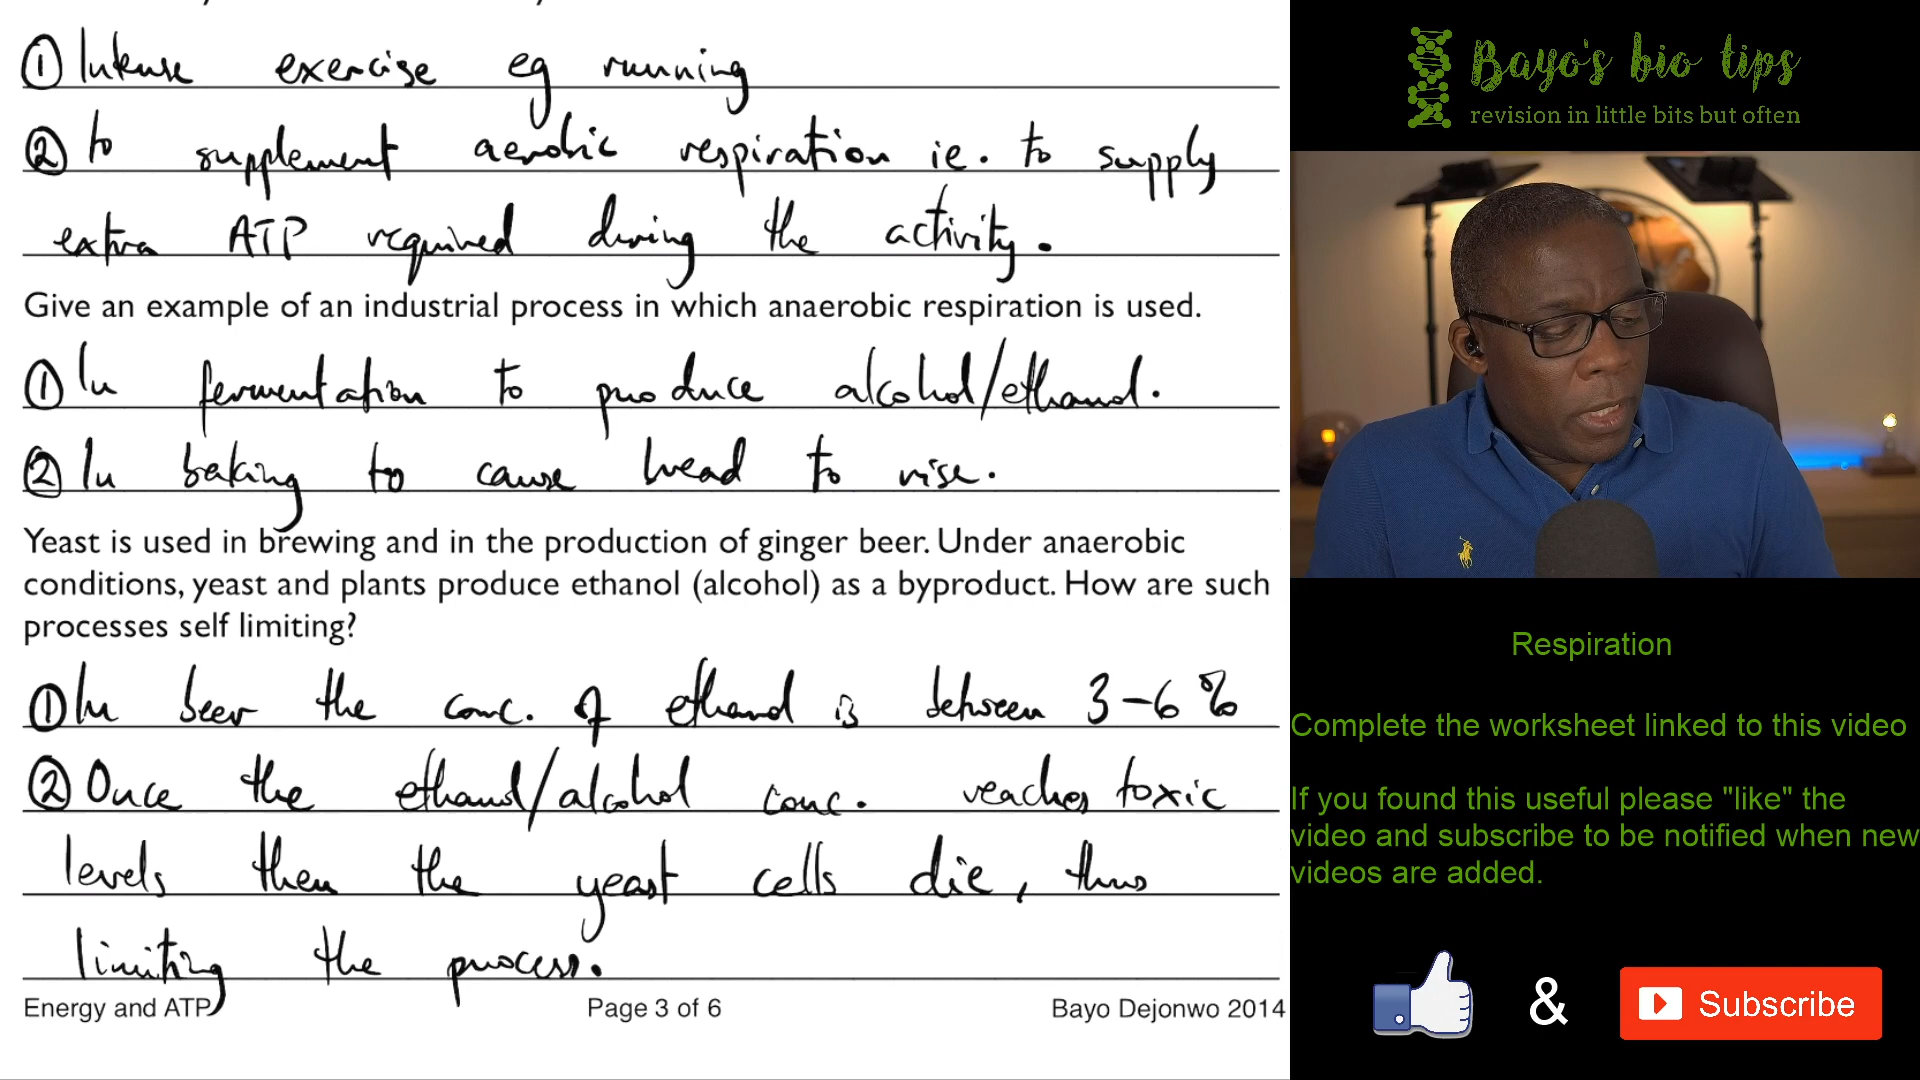 ① Intense exercise eg running
② to supplement aerobic respiration ie. to supply
extra ATP required during the activity.
Give an example of an industrial process in which anaerobic respiration is used.
① In fermentation to produce alcohol/ethanol.
② In baking to cause bread to rise.
Yeast is used in brewing and in the production of ginger beer. Under anaerobic
conditions, yeast and plants produce ethanol (alcohol) as a byproduct. How are such
processes self limiting?
① In beer the conc. of ethanol is between 3-6%
② Once the ethanol/alcohol conc. reaches toxic
levels then the yeast cells die, thus
limiting the process.
Energy and ATP
Page 3 of 6
Bayo Dejonwo 2014
Bayo's bio tips
revision in little bits but often
Respiration
Complete the worksheet linked to this video
If you found this useful please "like" the
video and subscribe to be notified when new
videos are added.
&
Subscribe